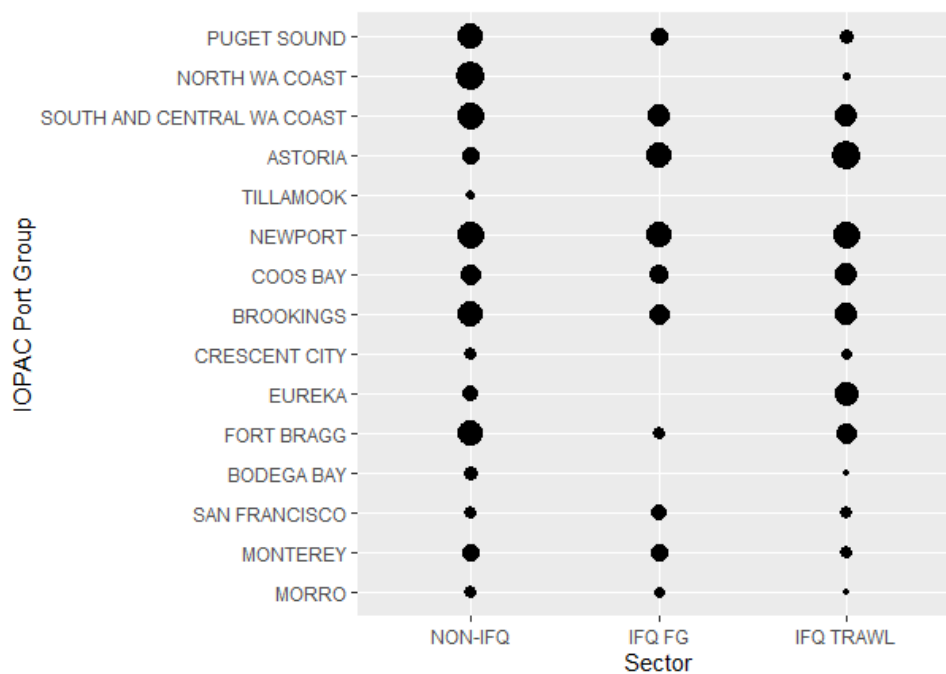 IOPAC Port Group
PUGET SOUND
NORTH WA COAST
SOUTH AND CENTRAL WA COAST
ASTORIA
TILLAMOOK
NEWPORT
COOS BAY
BROOKINGS
CRESCENT CITY
EUREKA
FORT BRAGG
BODEGA BAY
SAN FRANCISCO
MONTEREY
MORRO
NON-IFQ IFQ FG IFQ TRAWL
Sector